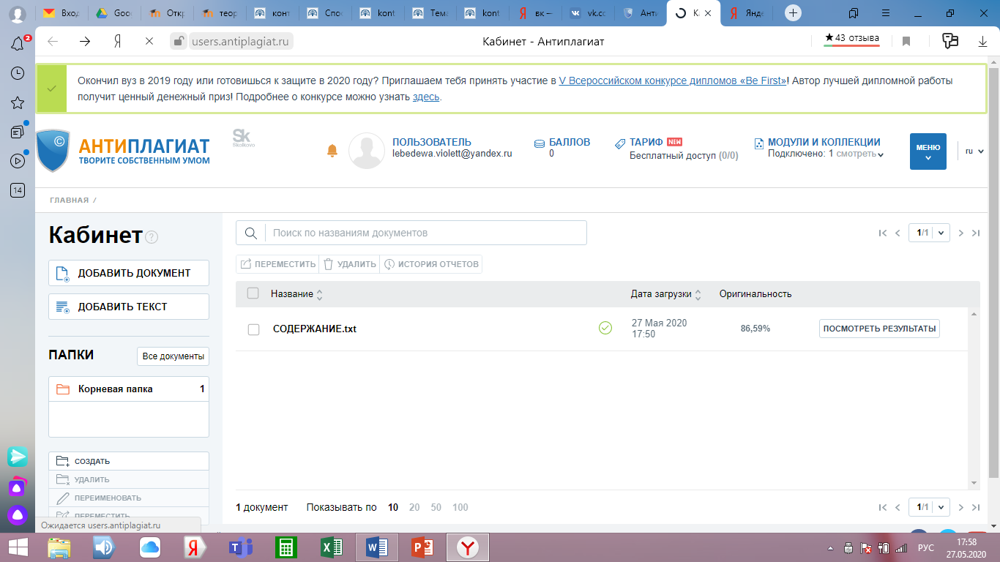 Вход
Goo
Откр
теор
конт
Спос
kont
Тема
kont
вк —
vk.co
Анти
Ка
Янде
2
users.antiplagiat.ru
Кабинет - Антиплагиат
★43 отзыва
Окончил вуз в 2019 году или готовишься к защите в 2020 году? Приглашаем тебя принять участие в V Всероссийском конкурсе дипломов «Be First»! Автор лучшей дипломной работы
получит ценный денежный приз! Подробнее о конкурсе можно узнать здесь.
АНТИПЛАГИАТ
ТВОРИТЕ СОБСТВЕННЫМ УМОМ
Sk
Skolkovo
ПОЛЬЗОВАТЕЛЬ
lebedewa.violett@yandex.ru
БАЛЛОВ
0
ТАРИФ NEW
Бесплатный доступ (0/0)
МОДУЛИ И КОЛЛЕКЦИИ
Подключено: 1 смотреть
МЕНЮ
ru
14
ГЛАВНАЯ /
Кабинет ?
ДОБАВИТЬ ДОКУМЕНТ
ДОБАВИТЬ ТЕКСТ
ПАПКИ
Все документы
Корневая папка 1
СОЗДАТЬ
УДАЛИТЬ
ПЕРЕИМЕНОВАТЬ
ПЕРЕМЕСТИТЬ
Поиск по названиям документов
1/1
ПЕРЕМЕСТИТЬ УДАЛИТЬ ИСТОРИЯ ОТЧЕТОВ
Название Дата загрузки Оригинальность
СОДЕРЖАНИЕ.txt
27 Мая 2020
17:50
86,59%
ПОСМОТРЕТЬ РЕЗУЛЬТАТЫ
1 документ Показывать по 10 20 50 100
1/1
Ожидается users.antiplagiat.ru
РУС
17:58
27.05.2020